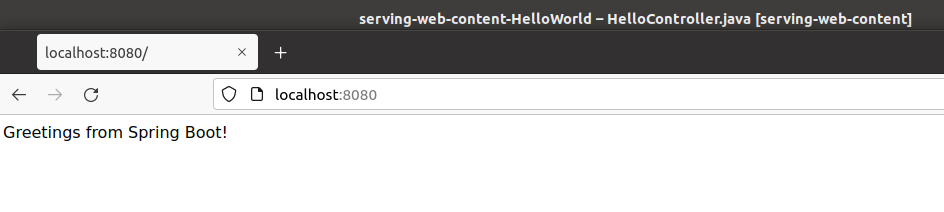 serving-web-content-HelloWorld – HelloController.java [serving-web-content]
localhost:8080/
localhost:8080
Greetings from Spring Boot!